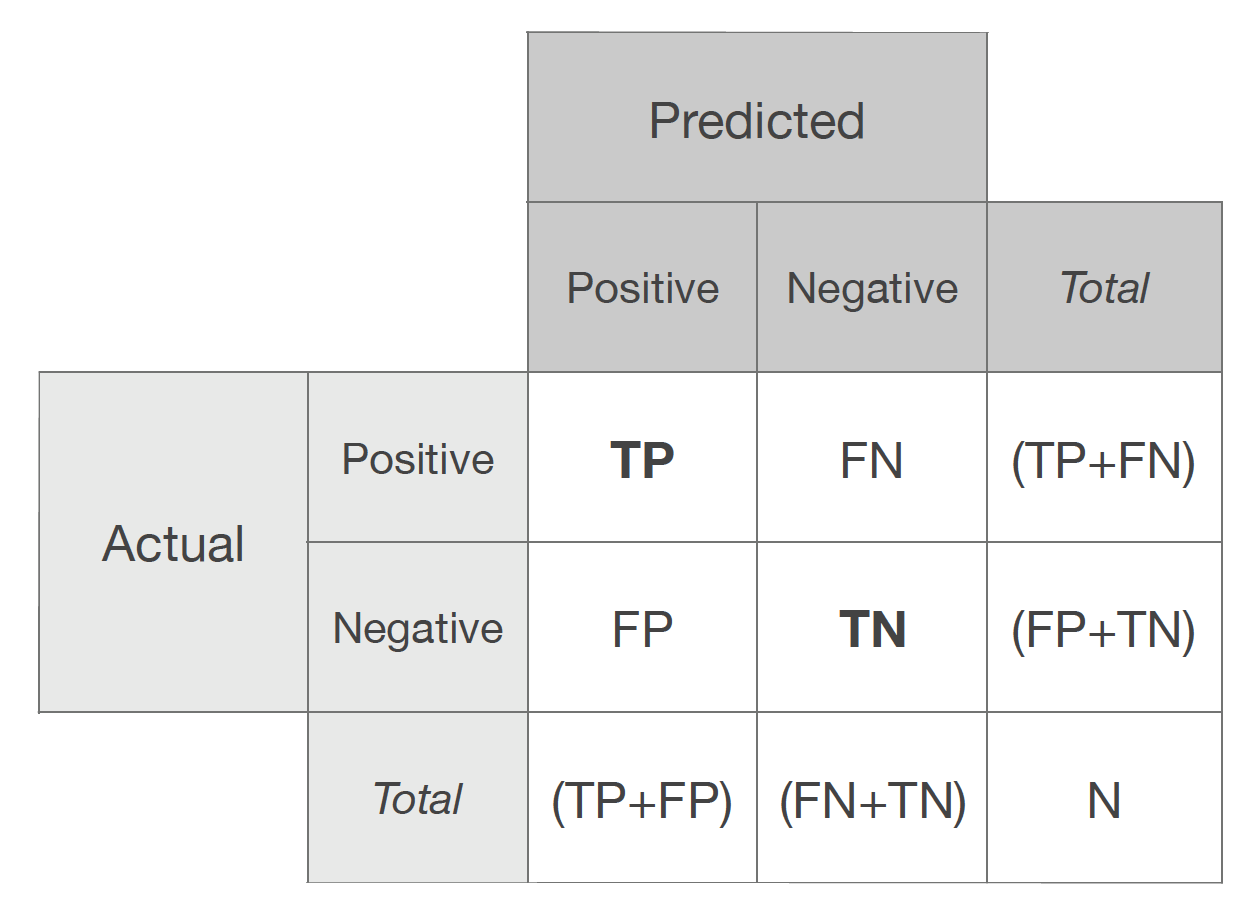 Predicted
Positive Negative Total
Actual
Positive TP FN (TP+FN)
Negative FP TN (FP+TN)
Total (TP+FP) (FN+TN) N